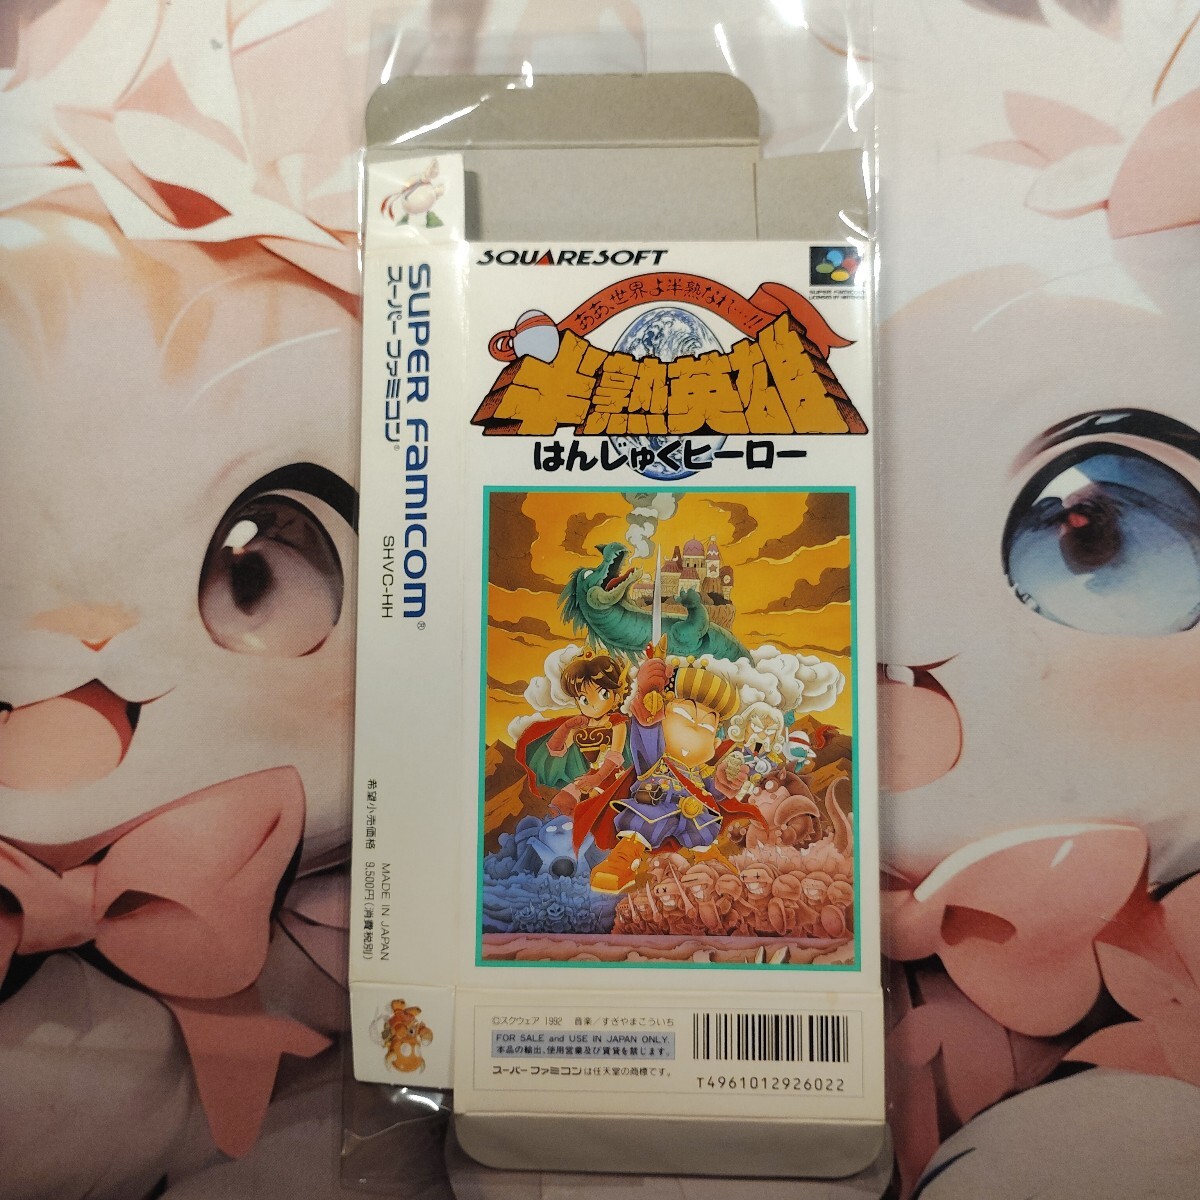 SQUARESOFT
SUPER FAMICOM
LICENSED BY NINTENDO
ああ、世界よ半熟なれ…!!
半熟英雄
はんじゅくヒーロー
SUPER FAMICOM®
スーパーファミコン®
SHVC-HH
MADE IN JAPAN
希望小売価格 9,500円(消費税別)
©スクウェア 1992 音楽/すぎやまこういち
FOR SALE and USE IN JAPAN ONLY.
本品の輸出、使用営業及び賃貸を禁じます。
スーパーファミコンは任天堂の商標です。
T4961012926022